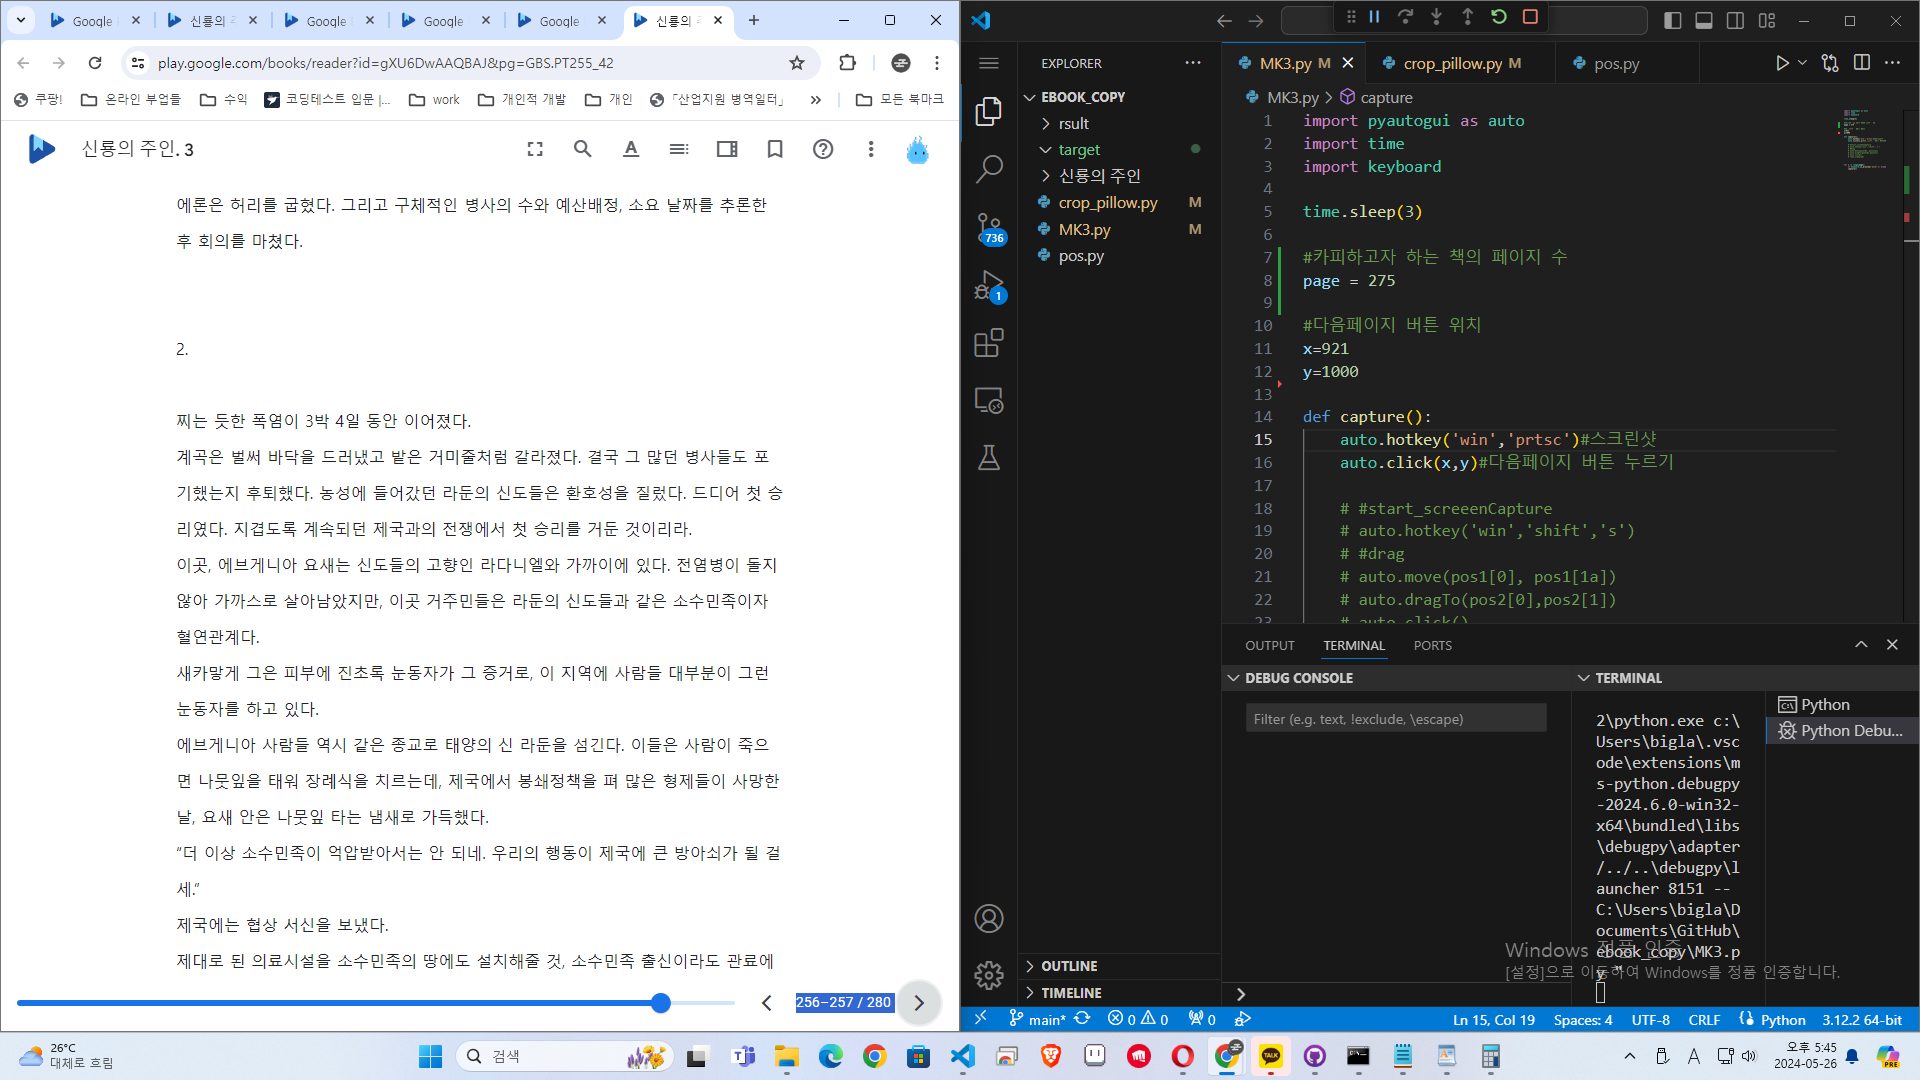 Google
신룡의 주
Google
Google
Google
신룡의 주
play.google.com/books/reader?id=gXU6DwAAQBAJ&pg=GBS.PT255_42
쿠팡!
온라인 부업들
수익
코딩테스트 입문 |...
work
개인적 개발
개인
「산업지원 병역일터」
»
모든 북마크
신룡의 주인. 3
에론은 허리를 굽혔다. 그리고 구체적인 병사의 수와 예산배정, 소요 날짜를 추론한
후 회의를 마쳤다.
2.
찌는 듯한 폭염이 3박 4일 동안 이어졌다.
계곡은 벌써 바닥을 드러냈고 밭은 거미줄처럼 갈라졌다. 결국 그 많던 병사들도 포
기했는지 후퇴했다. 농성에 들어갔던 라둔의 신도들은 환호성을 질렀다. 드디어 첫 승
리였다. 지겹도록 계속되던 제국과의 전쟁에서 첫 승리를 거둔 것이리라.
이곳, 에브게니아 요새는 신도들의 고향인 라다니엘와 가까이에 있다. 전염병이 돌지
않아 가까스로 살아남았지만, 이곳 거주민들은 라둔의 신도들과 같은 소수민족이자
혈연관계다.
새카맣게 그은 피부에 진초록 눈동자가 그 증거로, 이 지역에 사람들 대부분이 그런
눈동자를 하고 있다.
에브게니아 사람들 역시 같은 종교로 태양의 신 라둔을 섬긴다. 이들은 사람이 죽으
면 나뭇잎을 태워 장례식을 치르는데, 제국에서 봉쇄정책을 펴 많은 형제들이 사망한
날, 요새 안은 나뭇잎 타는 냄새로 가득했다.
“더 이상 소수민족이 억압받아서는 안 되네. 우리의 행동이 제국에 큰 방아쇠가 될 걸
세.”
제국에는 협상 서신을 보냈다.
제대로 된 의료시설을 소수민족의 땅에도 설치해줄 것, 소수민족 출신이라도 관료에
256–257 / 280
EXPLORER
EBOOK_COPY
rsult
target
신룡의 주인
crop_pillow.py M
MK3.py M
pos.py
736
1
MK3.py M
crop_pillow.py M
pos.py
MK3.py > capture
1 import pyautogui as auto
2 import time
3 import keyboard
4
5 time.sleep(3)
6
7 #카피하고자 하는 책의 페이지 수
8 page = 275
9
10 #다음페이지 버튼 위치
11 x=921
12 y=1000
13
14 def capture():
15 auto.hotkey('win','prtsc')#스크린샷
16 auto.click(x,y)#다음페이지 버튼 누르기
17
18 # #start_screeenCapture
19 # auto.hotkey('win','shift','s')
20 # #drag
21 # auto.move(pos1[0], pos1[1a])
22 # auto.dragTo(pos2[0],pos2[1])
23 # auto.click()
OUTPUT
TERMINAL
PORTS
DEBUG CONSOLE
Filter (e.g. text, !exclude, \escape)
TERMINAL
2\python.exe c:\
Users\bigla\.vsc
ode\extensions\m
s-python.debugpy
-2024.6.0-win32-
x64\bundled\libs
\debugpy\adapter
/../..\debugpy\l
auncher 8151 --
C:\Users\bigla\D
ocuments\GitHub\
ebook_copy\MK3.p
y "
Python
Python Debu...
Windows 정품 인증
[설정]으로 이동하여 Windows를 정품 인증합니다.
OUTLINE
TIMELINE
main*
0
0
0
Ln 15, Col 19
Spaces: 4
UTF-8
CRLF
Python
3.12.2 64-bit
26°C
대체로 흐림
검색
TALK
A
오후 5:45
2024-05-26
PRE